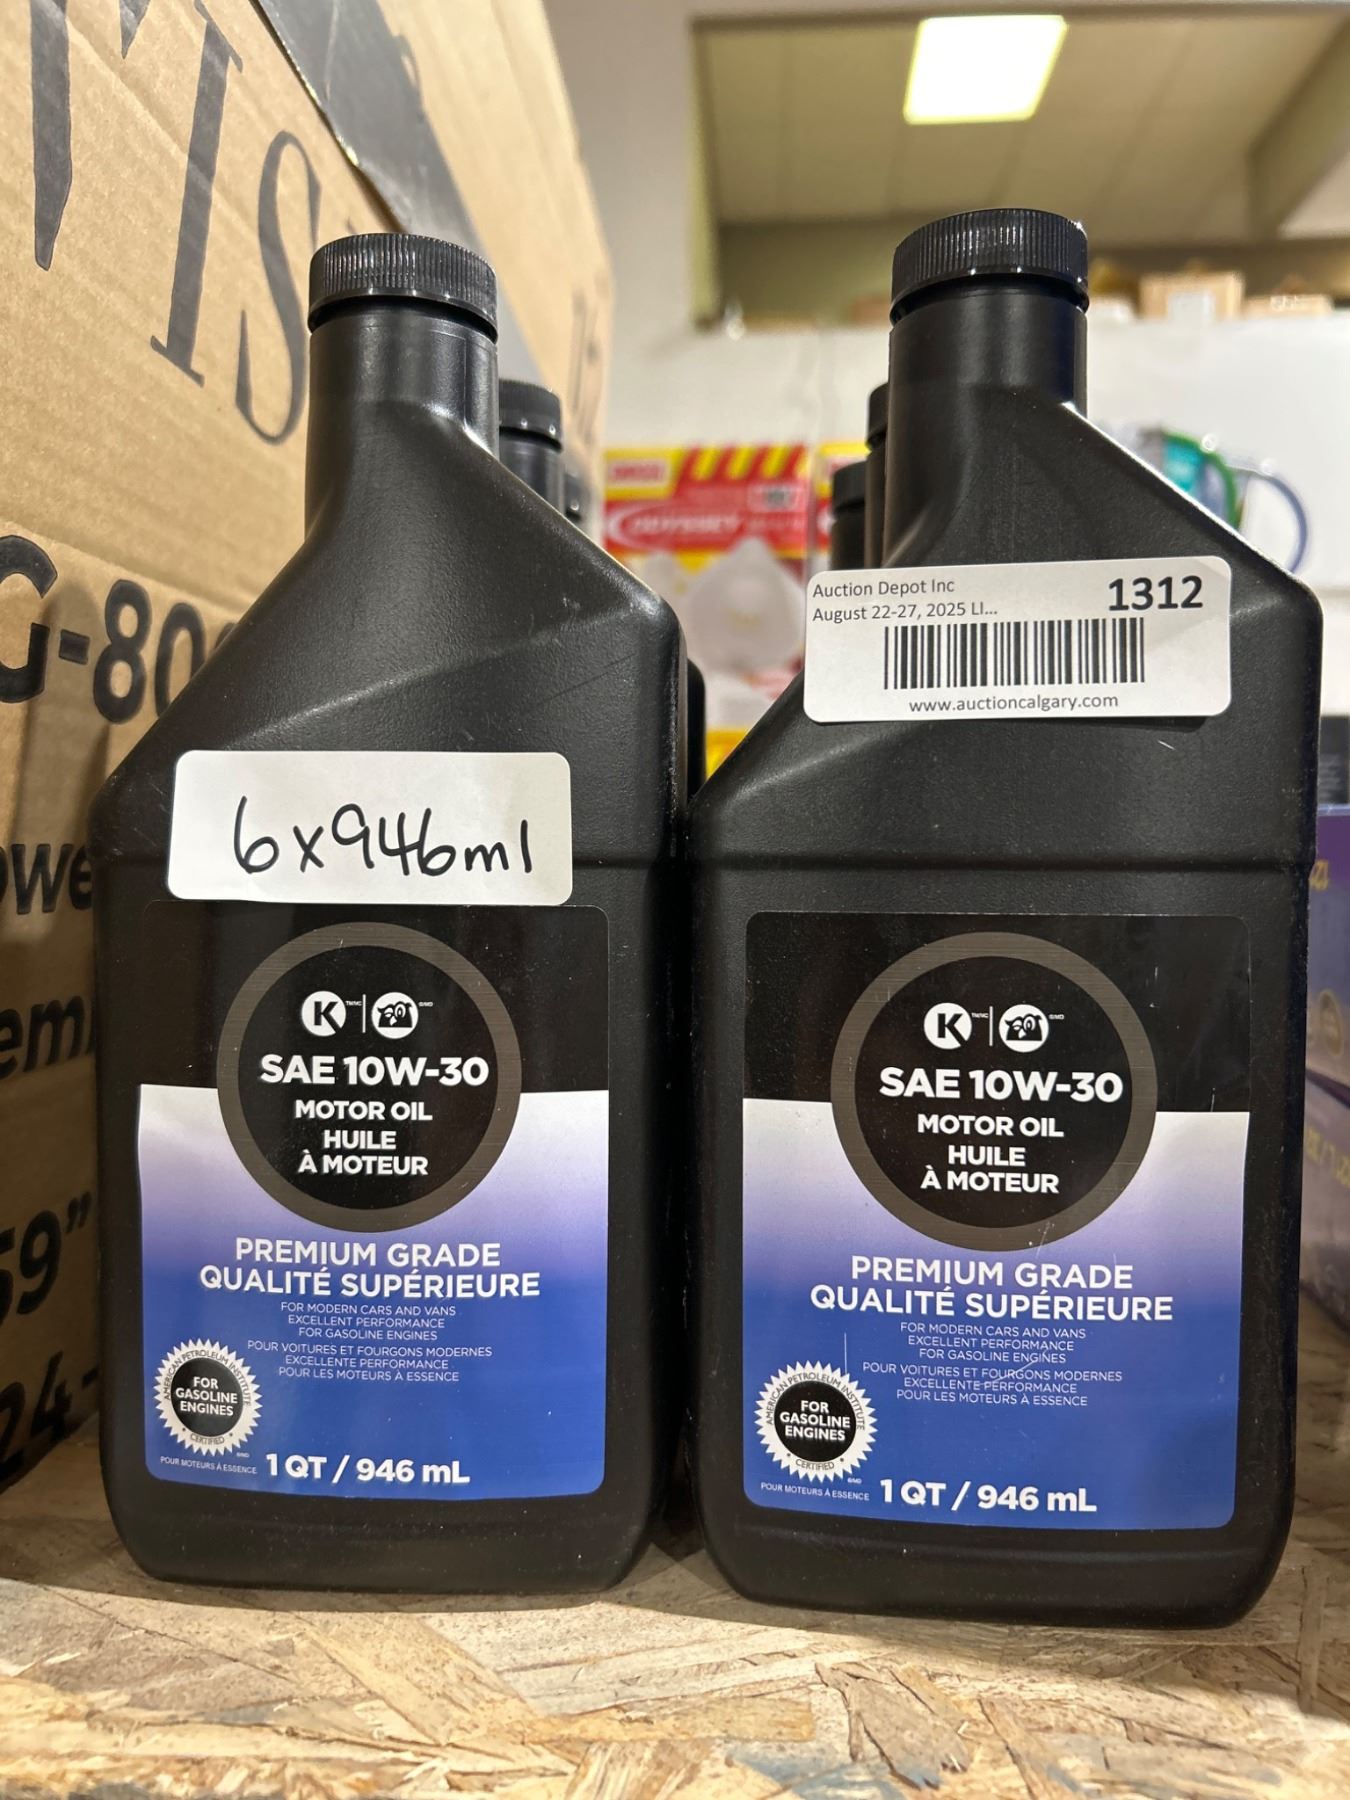 Auction Depot Inc
1312
August 22-27, 2025 LI...
www.auctioncalgary.com
6x946ml
K
SAE 10W-30
MOTOR OIL
HUILE
À MOTEUR
PREMIUM GRADE
QUALITÉ SUPÉRIEURE
FOR MODERN CARS AND VANS
EXCELLENT PERFORMANCE
FOR GASOLINE ENGINES
POUR VOITURES ET FOURGONS MODERNES
EXCELLENTE PERFORMANCE
POUR LES MOTEURS À ESSENCE
AMERICAN PETROLEUM INSTITUTE
FOR
GASOLINE
ENGINES
CERTIFIED
POUR MOTEURS À ESSENCE
1 QT / 946 mL
K
SAE 10W-30
MOTOR OIL
HUILE
À MOTEUR
PREMIUM GRADE
QUALITÉ SUPÉRIEURE
FOR MODERN CARS AND VANS
EXCELLENT PERFORMANCE
FOR GASOLINE ENGINES
POUR VOITURES ET FOURGONS MODERNES
EXCELLENTE PERFORMANCE
POUR LES MOTEURS À ESSENCE
AMERICAN PETROLEUM INSTITUTE
FOR
GASOLINE
ENGINES
CERTIFIED
POUR MOTEURS À ESSENCE
1 QT / 946 mL
ODYSSEY